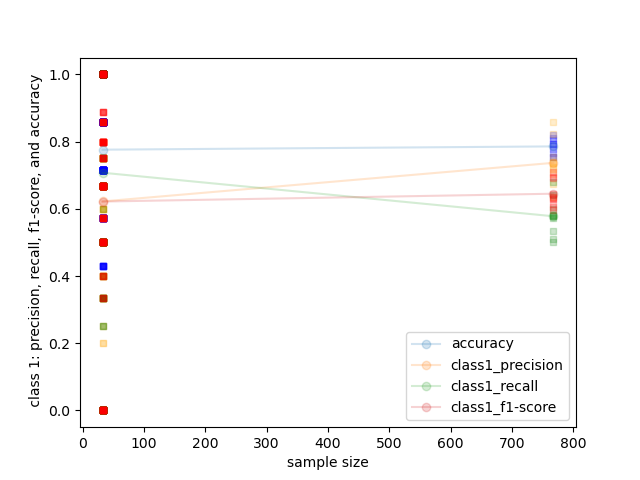 class 1: precision, recall, f1-score, and accuracy
1.0
0.8
0.6
0.4
0.2
0.0
0 100 200 300 400 500 600 700 800
sample size
accuracy
class1_precision
class1_recall
class1_f1-score